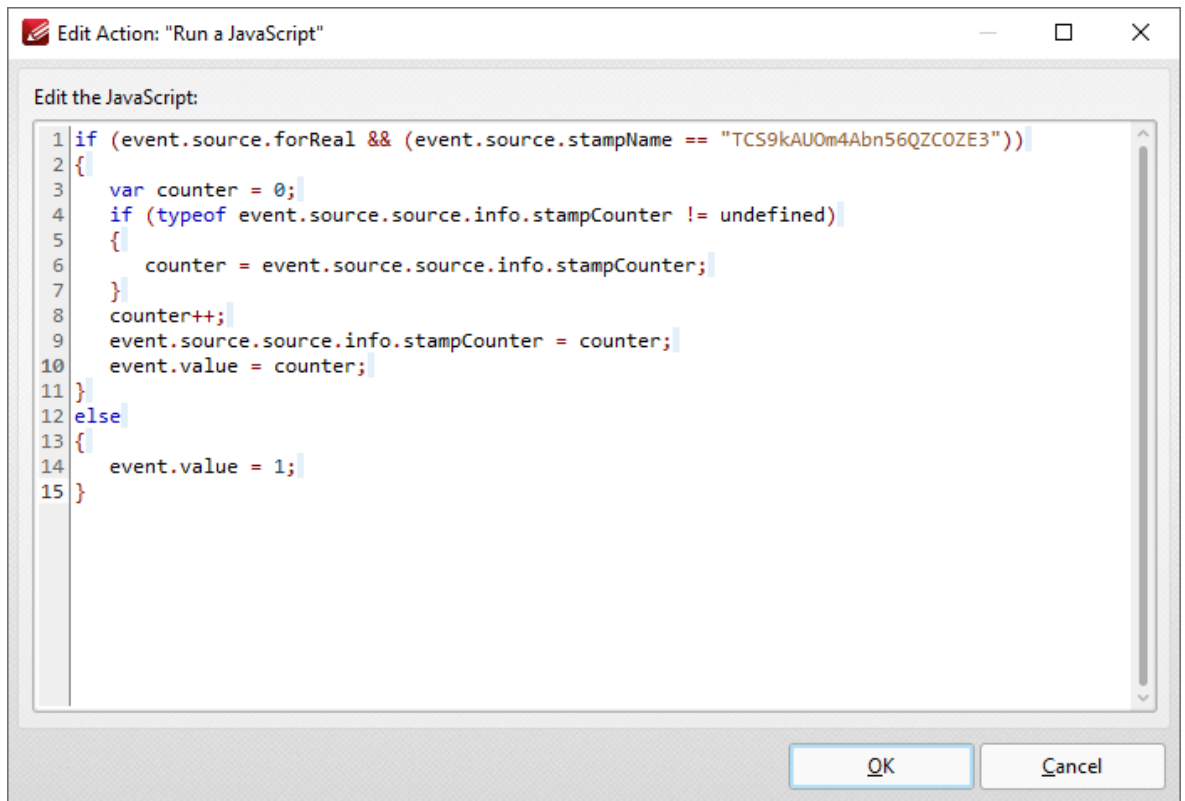 Edit Action: "Run a JavaScript"
Edit the JavaScript:
1 if (event.source.forReal && (event.source.stampName == "TCS9kAUOm4Abn56QZCOZE3"))
2 {
3    var counter = 0;
4    if (typeof event.source.source.info.stampCounter != undefined)
5    {
6       counter = event.source.source.info.stampCounter;
7    }
8    counter++;
9    event.source.source.info.stampCounter = counter;
10    event.value = counter;
11 }
12 else
13 {
14    event.value = 1;
15 }
OK Cancel